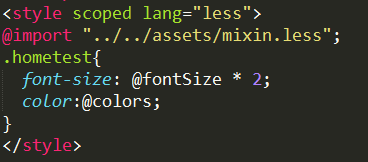 <style scoped lang="less">
@import "../../assets/mixin.less";
.hometest{
  font-size: @fontSize * 2;
  color:@colors;
}
</style>